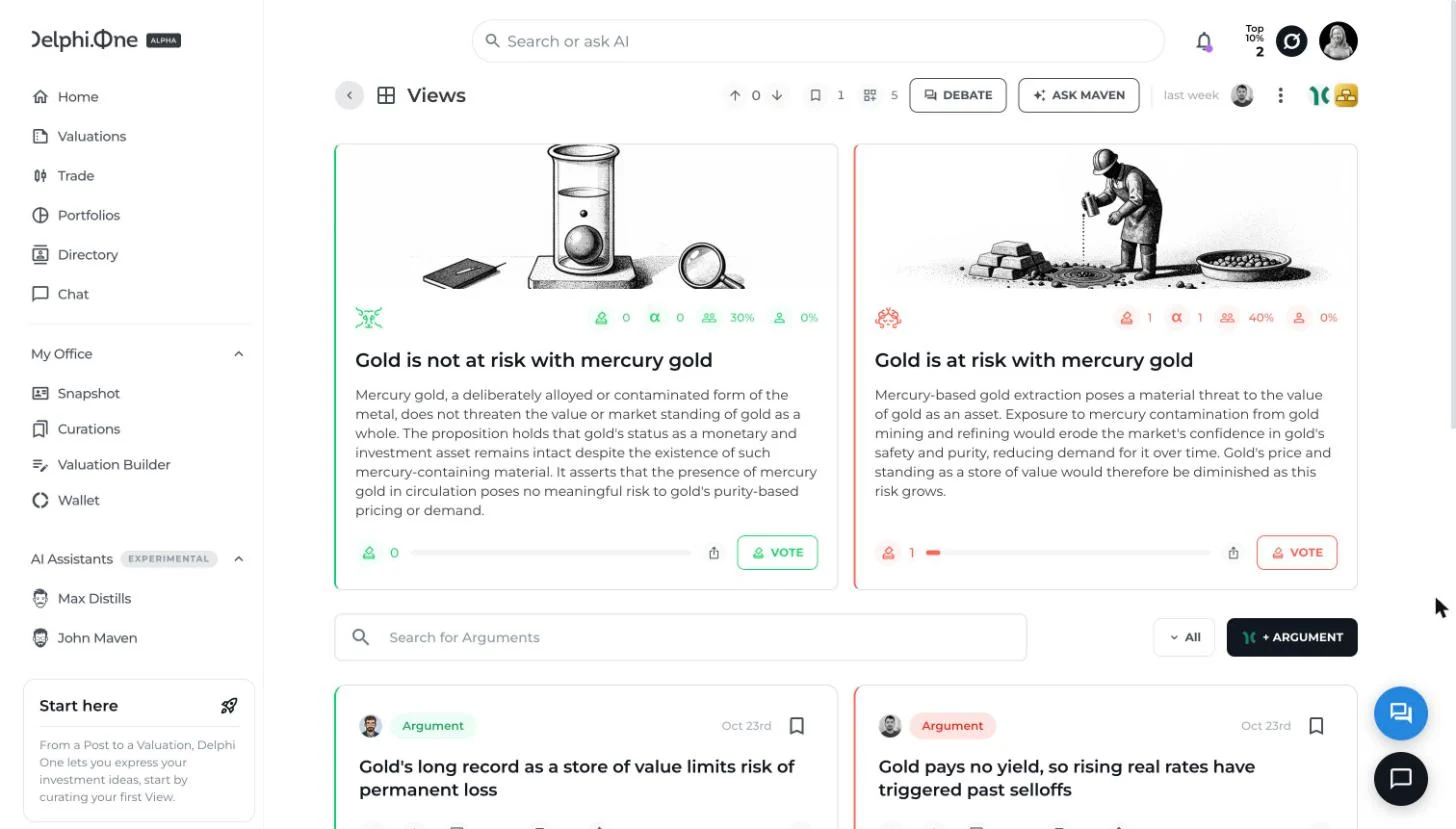 Delphi.One ALPHA
Search or ask AI
Top
10%
2
Home
Valuations
Trade
Portfolios
Directory
Chat
My Office
Snapshot
Curations
Valuation Builder
Wallet
AI Assistants EXPERIMENTAL
Max Distills
John Maven
Start here
From a Post to a Valuation, Delphi
One lets you express your
investment ideas, start by
curating your first View.
Views
0
1
5
DEBATE
ASK MAVEN
last week
0 α 0 30% 0%
Gold is not at risk with mercury gold
Mercury gold, a deliberately alloyed or contaminated form of the
metal, does not threaten the value or market standing of gold as a
whole. The proposition holds that gold's status as a monetary and
investment asset remains intact despite the existence of such
mercury-containing material. It asserts that the presence of mercury
gold in circulation poses no meaningful risk to gold's purity-based
pricing or demand.
0
VOTE
1 α 1 40% 0%
Gold is at risk with mercury gold
Mercury-based gold extraction poses a material threat to the value
of gold as an asset. Exposure to mercury contamination from gold
mining and refining would erode the market's confidence in gold's
safety and purity, reducing demand for it over time. Gold's price and
standing as a store of value would therefore be diminished as this
risk grows.
1
VOTE
Search for Arguments
All
+ ARGUMENT
Argument
Oct 23rd
Gold's long record as a store of value limits risk of
permanent loss
Argument
Oct 23rd
Gold pays no yield, so rising real rates have
triggered past selloffs